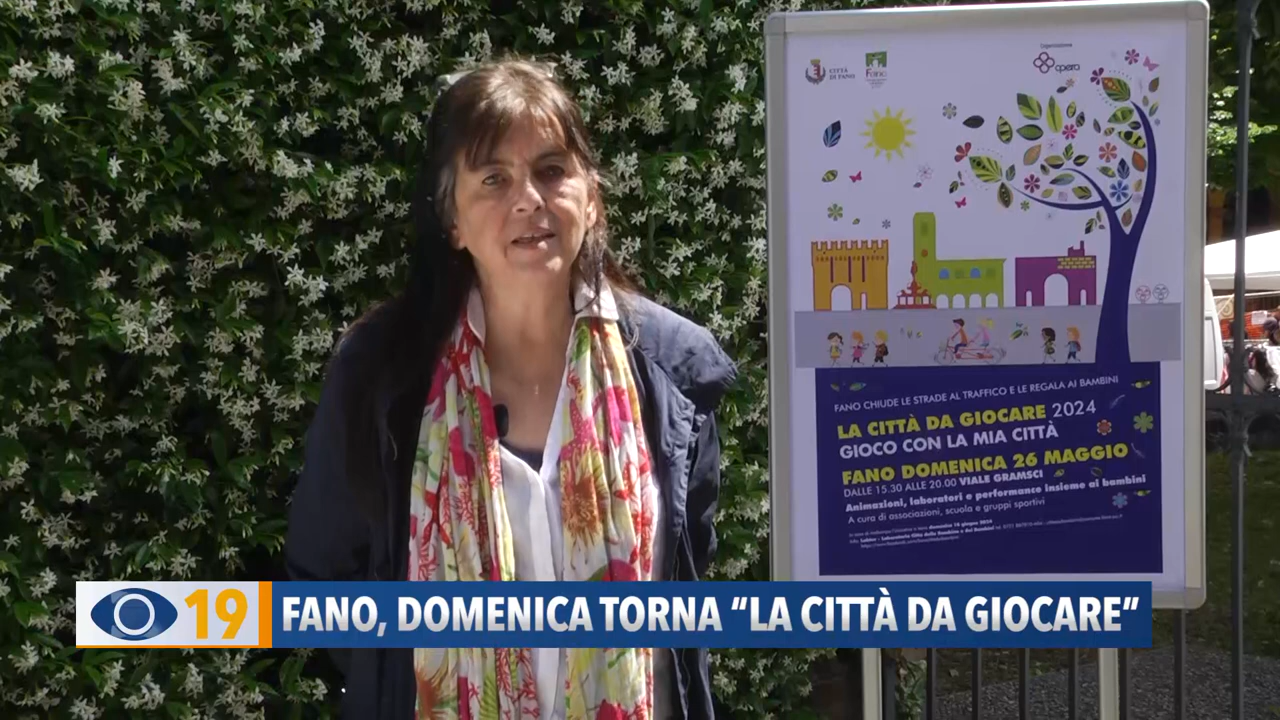 CITTÀ
DI FANO
Fano
opera
FANO CHIUDE LE STRADE AL TRAFFICO E LE REGALA AI BAMBINI
LA CITTÀ DA GIOCARE 2024
GIOCO CON LA MIA CITTÀ
FANO DOMENICA 26 MAGGIO
DALLE 15.30 ALLE 20.00 VIALE GRAMSCI
Animazioni, laboratori e performance insieme ai bambini
A cura di associazioni, scuola e gruppi sportivi
19
FANO, DOMENICA TORNA “LA CITTÀ DA GIOCARE”